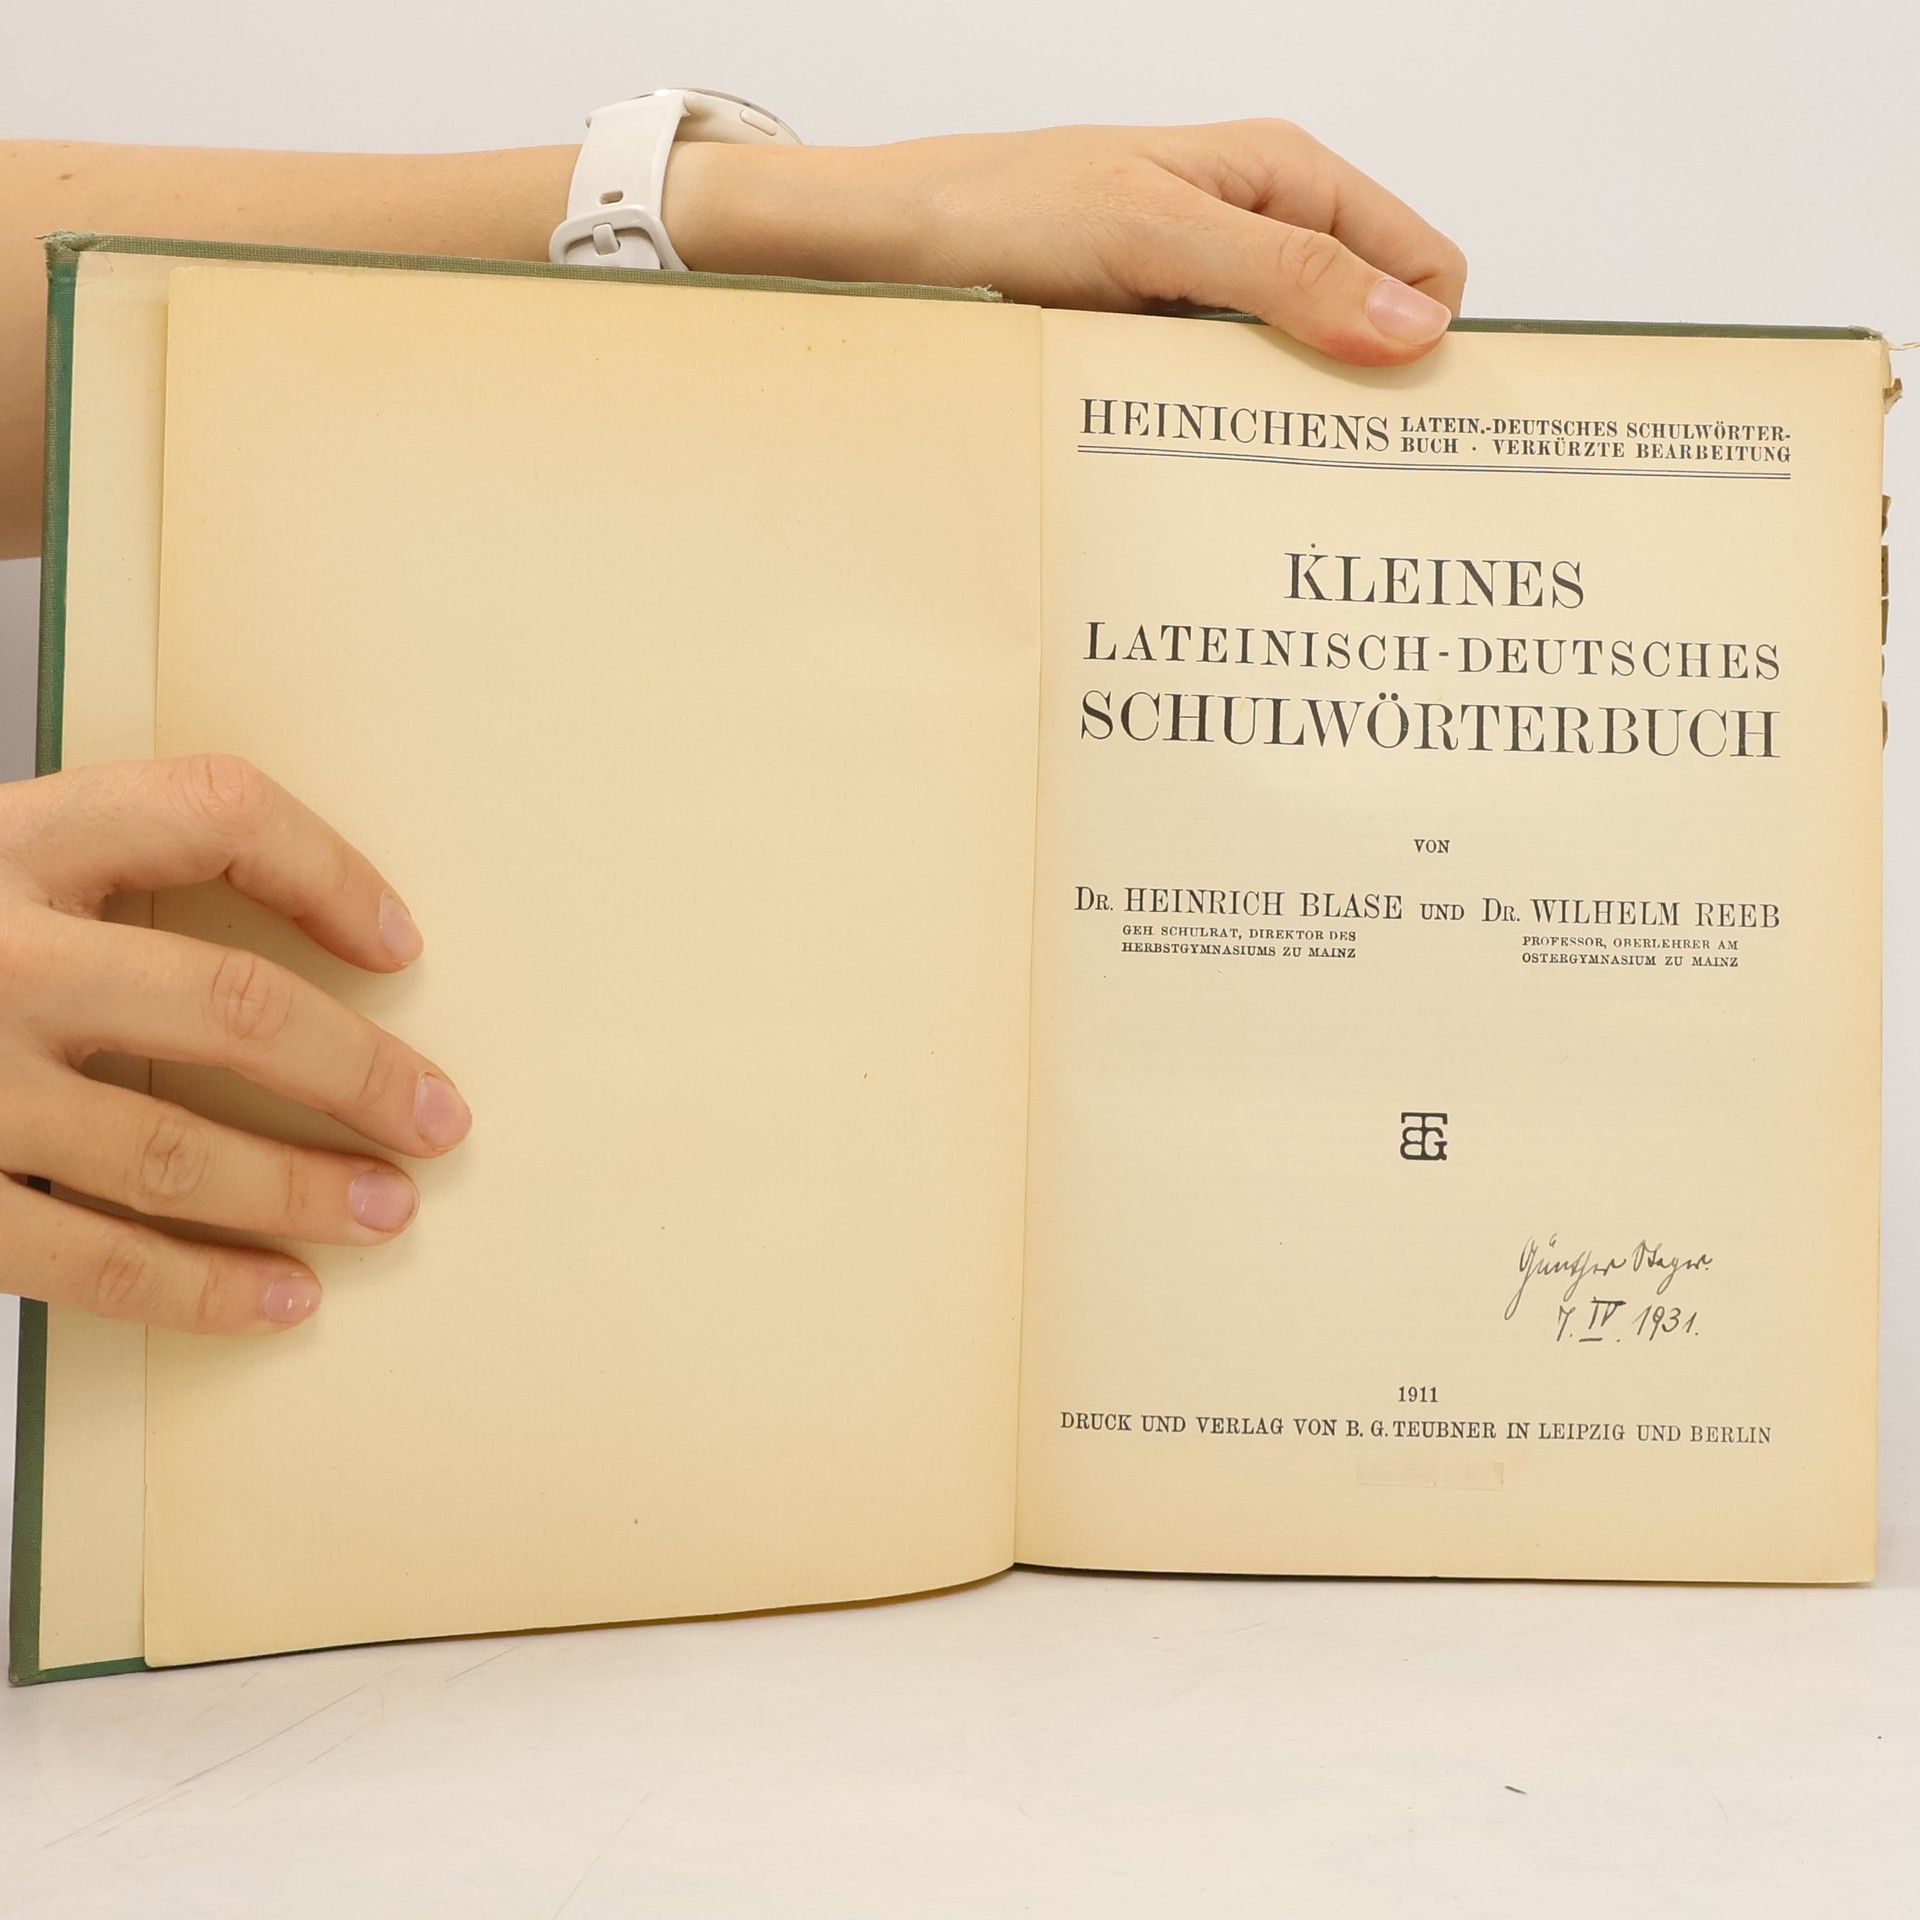 HEINICHENS LATEIN.-DEUTSCHES SCHULWÖRTER-
BUCH · VERKÜRZTE BEARBEITUNG
KLEINES
LATEINISCH-DEUTSCHES
SCHULWÖRTERBUCH
VON
DR. HEINRICH BLASE UND DR. WILHELM REEB
GEH SCHULRAT, DIREKTOR DES
HERBSTGYMNASIUMS ZU MAINZ
PROFESSOR, OBERLEHRER AM
OSTERGYMNASIUM ZU MAINZ
BTG
Günther
7. IV. 1931.
1911
DRUCK UND VERLAG VON B. G. TEUBNER IN LEIPZIG UND BERLIN